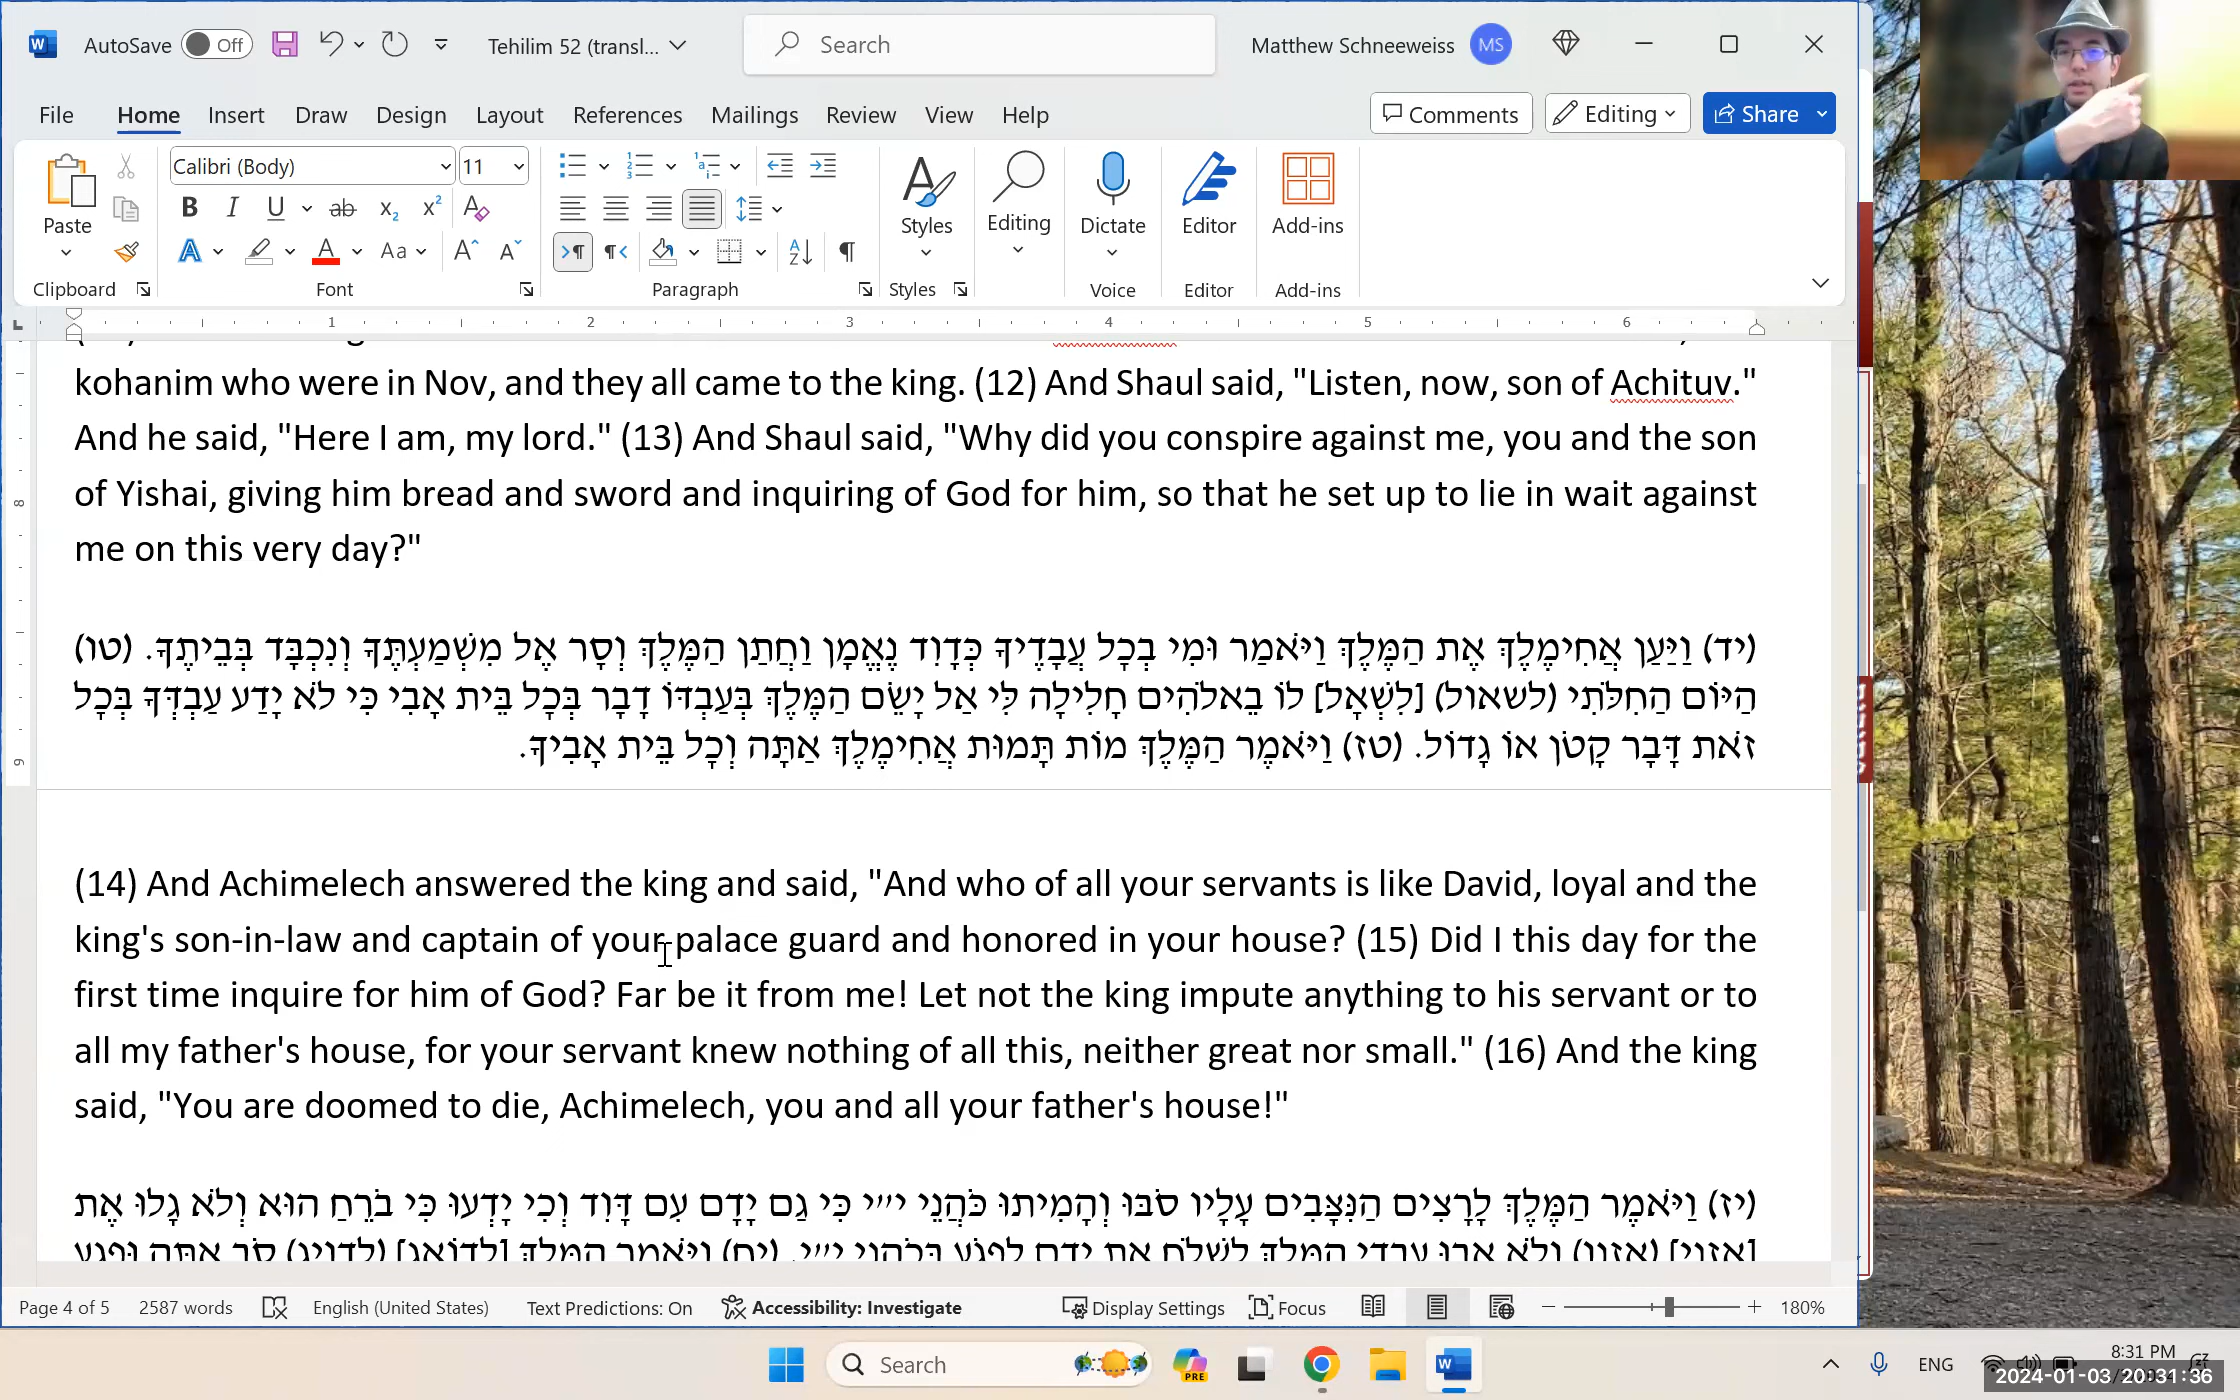 AutoSave Off Tehilim 52 (transl... Search Matthew Schneeweiss MS
File Home Insert Draw Design Layout References Mailings Review View Help Comments Editing Share
Calibri (Body) 11
Paste Styles Editing Dictate Editor Add-ins
Clipboard Font Paragraph Styles Voice Editor Add-ins
1 2 3 4 5 6
kohanim who were in Nov, and they all came to the king. (12) And Shaul said, "Listen, now, son of Achituv."
And he said, "Here I am, my lord." (13) And Shaul said, "Why did you conspire against me, you and the son
of Yishai, giving him bread and sword and inquiring of God for him, so that he set up to lie in wait against
me on this very day?"
(יד) וַיַּעַן אֲחִימֶלֶךְ אֶת הַמֶּלֶךְ וַיֹּאמַר וּמִי בְכָל עֲבָדֶיךָ כְּדָוִד נֶאֱמָן וַחֲתַן הַמֶּלֶךְ וְסָר אֶל מִשְׁמַעְתֶּךָ וְנִכְבָּד בְּבֵיתֶךָ. (טו)
הַיּוֹם הַחִלֹּתִי (לשאול) [לִשְׁאָל] לוֹ בֵאלֹהִים חָלִילָה לִּי אַל יָשֵׂם הַמֶּלֶךְ בְּעַבְדּוֹ דָבָר בְּכָל בֵּית אָבִי כִּי לֹא יָדַע עַבְדְּךָ בְּכָל
זֹאת דָּבָר קָטֹן אוֹ גָדוֹל. (טז) וַיֹּאמֶר הַמֶּלֶךְ מוֹת תָּמוּת אֲחִימֶלֶךְ אַתָּה וְכָל בֵּית אָבִיךָ.
(14) And Achimelech answered the king and said, "And who of all your servants is like David, loyal and the
king's son-in-law and captain of your palace guard and honored in your house? (15) Did I this day for the
first time inquire for him of God? Far be it from me! Let not the king impute anything to his servant or to
all my father's house, for your servant knew nothing of all this, neither great nor small." (16) And the king
said, "You are doomed to die, Achimelech, you and all your father's house!"
(יז) וַיֹּאמֶר הַמֶּלֶךְ לָרָצִים הַנִּצָּבִים עָלָיו סֹבּוּ וְהָמִיתוּ כֹּהֲנֵי י״י כִּי גַם יָדָם עִם דָּוִד וְכִי יָדְעוּ כִּי בֹרֵחַ הוּא וְלֹא גָלוּ אֶת
Page 4 of 5 2587 words English (United States) Text Predictions: On Accessibility: Investigate Display Settings Focus 180%
Search PRE ENG 8:31 PM
2024-01-03 20:31:36